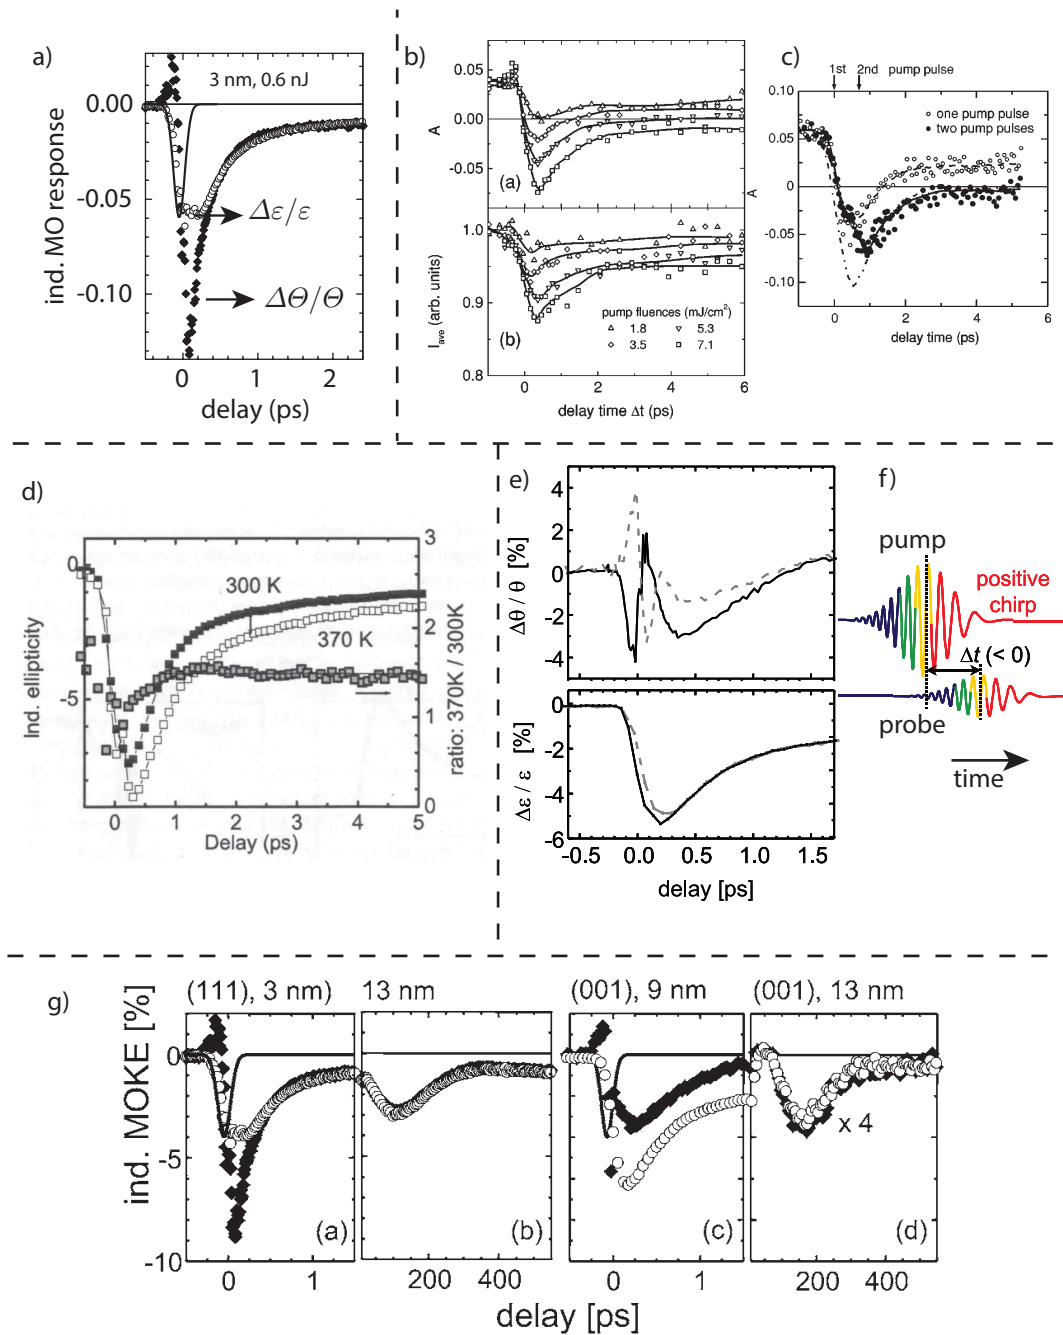 a)
3 nm, 0.6 nJ
0.00
-0.05
-0.10
ind. MO response
Δε/ε
ΔΘ/Θ
0 1 2
delay (ps)
b)
0.05
0.00
-0.05
A
(a)
1.0
0.9
0.8
I_ave (arb. units)
pump fluences (mJ/cm²)
1.8 5.3
3.5 7.1
(b)
0 2 4 6
delay time Δt (ps)
c)
1st 2nd pump pulse
one pump pulse
two pump pulses
0.10
0.05
0
-0.05
-0.10
A
0 2 4 6
delay time (ps)
d)
0
-5
Ind. ellipticity
300 K
370 K
3
2
1
0
ratio: 370K / 300K
0 1 2 3 4 5
Delay (ps)
e)
4
2
0
-2
-4
Δθ / θ [%]
0
-2
-4
-6
Δε / ε [%]
-0.5 0.0 0.5 1.0 1.5
delay [ps]
f)
pump
positive
chirp
Δt (< 0)
probe
time
g)
(111), 3 nm) 13 nm (001), 9 nm (001), 13 nm
0
-5
-10
ind. MOKE [%]
x 4
(a) (b) (c) (d)
0 1 200 400 0 1 200 400
delay [ps]